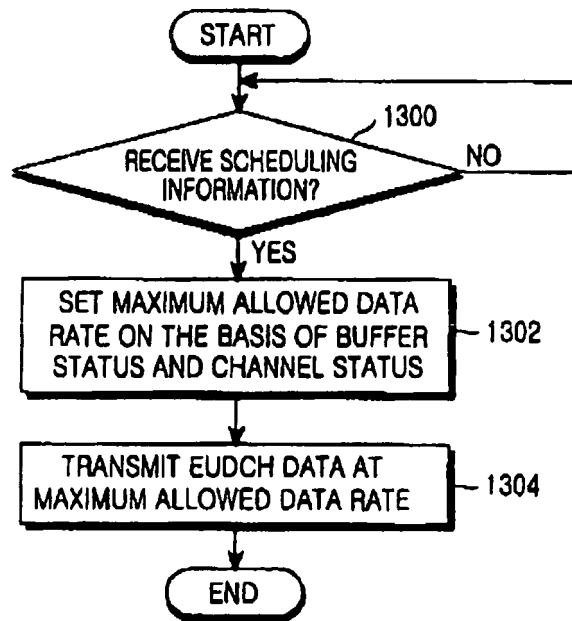 START
1300
RECEIVE SCHEDULING
INFORMATION?
NO
YES
SET MAXIMUM ALLOWED DATA
RATE ON THE BASIS OF BUFFER
STATUS AND CHANNEL STATUS
1302
TRANSMIT EUDCH DATA AT
MAXIMUM ALLOWED DATA RATE
1304
END